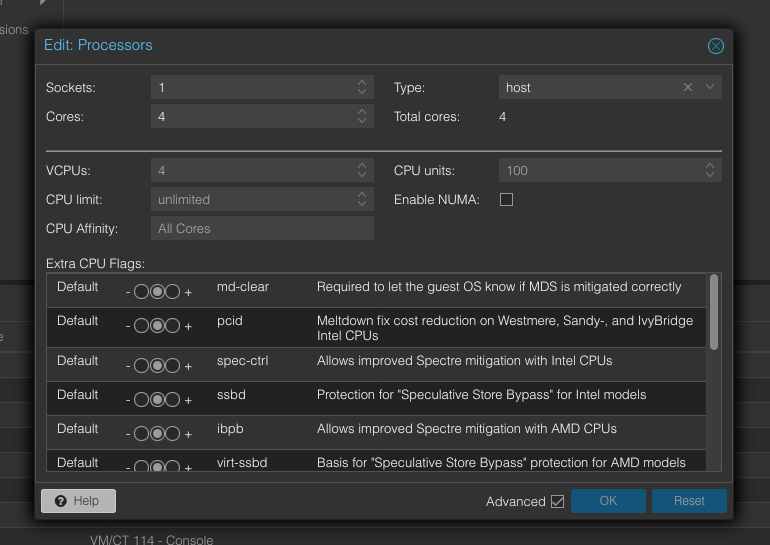 sions
Edit: Processors
Sockets: 1 Type: host
Cores: 4 Total cores: 4
VCPUs: 4 CPU units: 100
CPU limit: unlimited Enable NUMA:
CPU Affinity: All Cores
Extra CPU Flags:
Default - + md-clear Required to let the guest OS know if MDS is mitigated correctly
Default - + pcid Meltdown fix cost reduction on Westmere, Sandy-, and IvyBridge
Intel CPUs
Default - + spec-ctrl Allows improved Spectre mitigation with Intel CPUs
Default - + ssbd Protection for "Speculative Store Bypass" for Intel models
Default - + ibpb Allows improved Spectre mitigation with AMD CPUs
Default - + virt-ssbd Basis for "Speculative Store Bypass" protection for AMD models
Help Advanced OK Reset
VM/CT 114 - Console